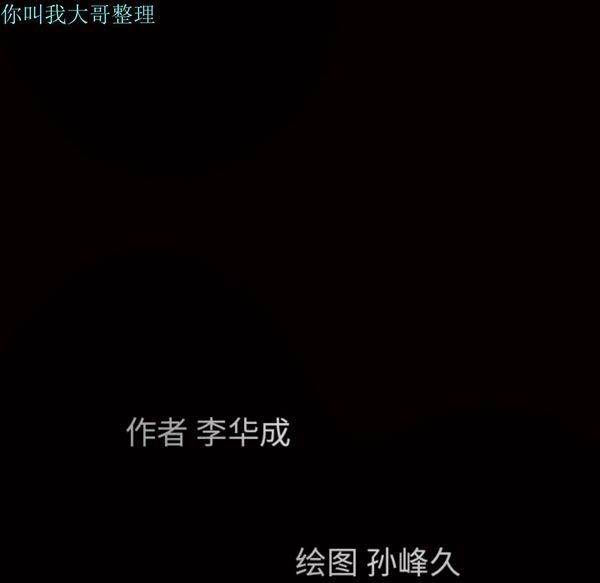 你叫我大哥整理
作者 李华成
绘图 孙峰久